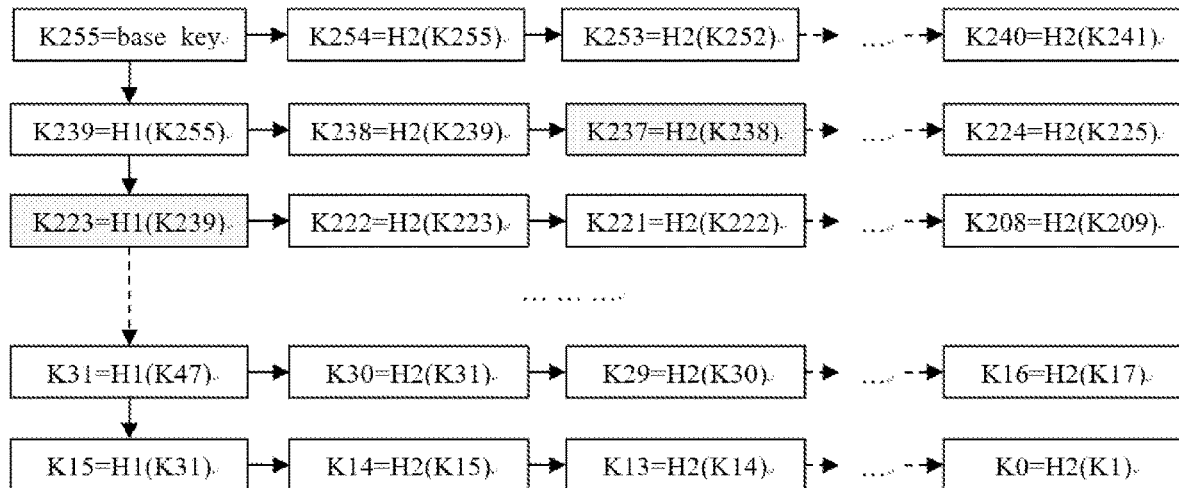 K255=base key K254=H2(K255) K253=H2(K252) ... K240=H2(K241)
K239=H1(K255) K238=H2(K239) K237=H2(K238) ... K224=H2(K225)
K223=H1(K239) K222=H2(K223) K221=H2(K222) ... K208=H2(K209)
... ... ...
K31=H1(K47) K30=H2(K31) K29=H2(K30) ... K16=H2(K17)
K15=H1(K31) K14=H2(K15) K13=H2(K14) ... K0=H2(K1)